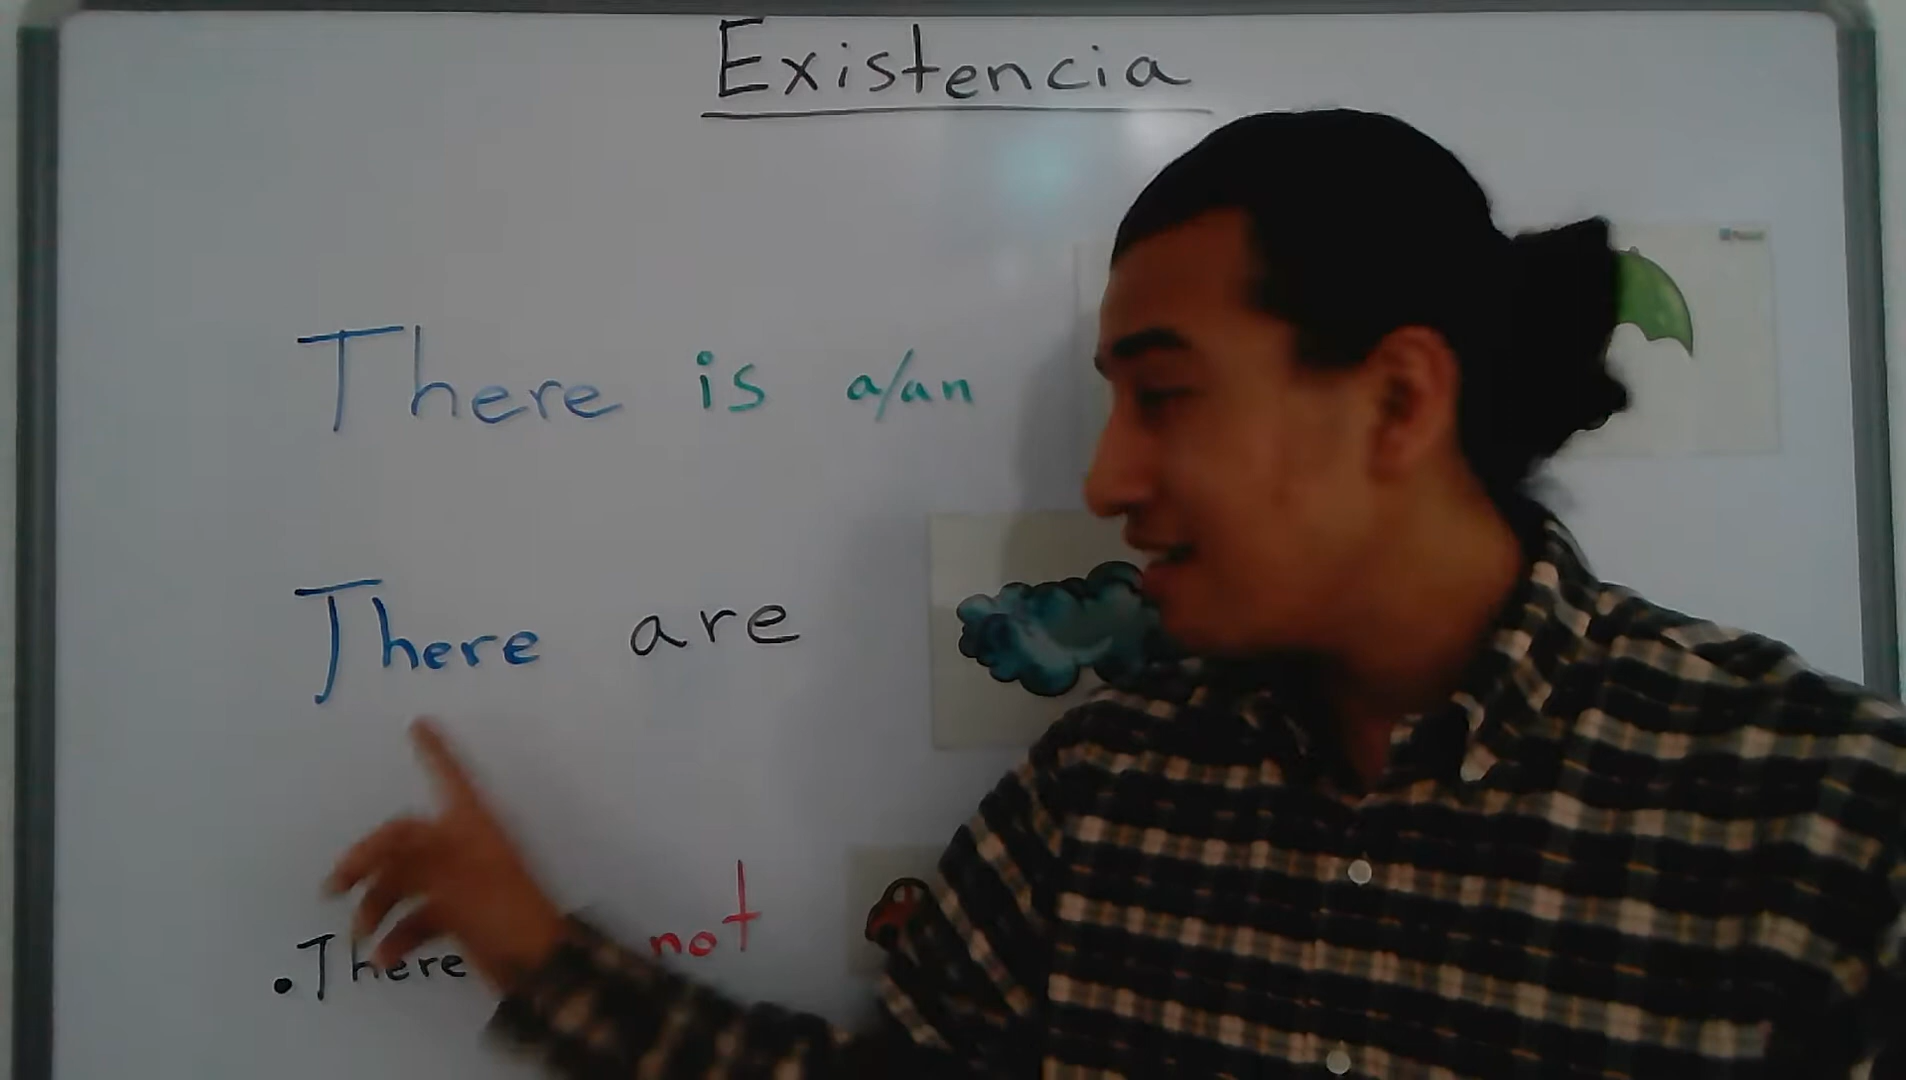 Existencia
There is a/an
There are
.There not